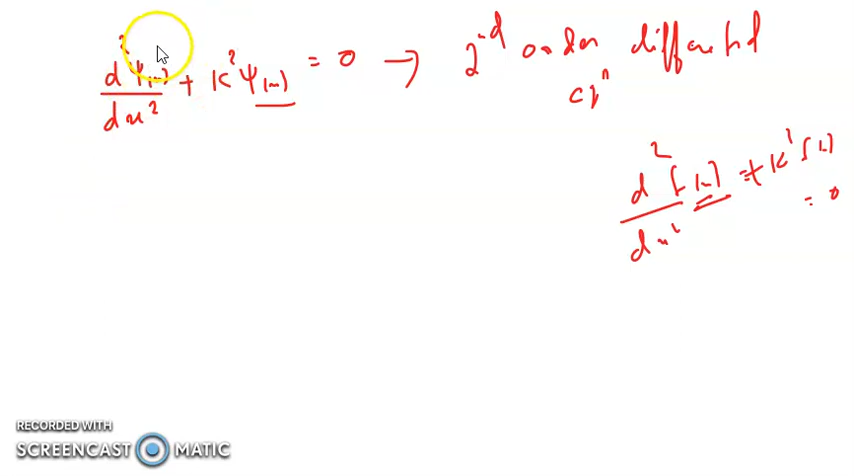 d²ψ(x)/dx² + k²ψ(x) = 0 → 2nd order differential
eqn
d²f(x)/dx² + k²f(x)
= 0
RECORDED WITH
SCREENCAST MATIC